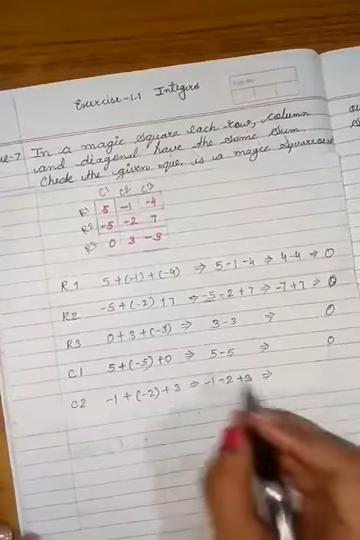 Exercise-1.1 Integers
Page No.
ue-7 In a magic square each row, column
and diagonal have the same sum.
Check the given que. is a magic square or
C1 C2 C3
R1 5 -1 -4
R2 -5 -2 7
R3 0 3 -3
R1 5+(-1)+(-4) ⇒ 5-1-4 ⇒ 4-4 ⇒ 0
R2 -5+(-2)+7 ⇒ -5-2+7 ⇒ -7+7 ⇒ 0
R3 0+3+(-3) ⇒ 3-3 ⇒ 0
C1 5+(-5)+0 ⇒ 5-5 ⇒ 0
C2 -1+(-2)+3 ⇒ -1-2+3 ⇒